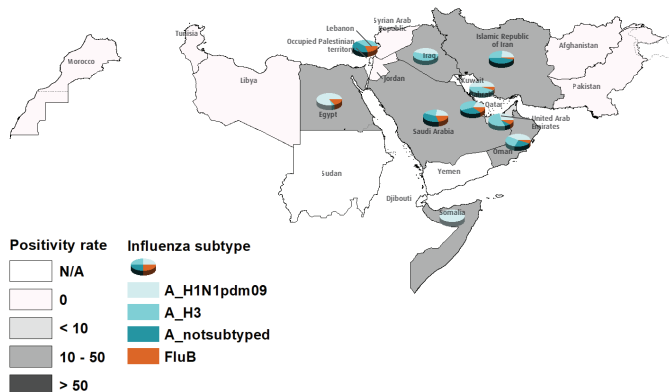 Lebanon
Syrian Arab
Republic
Tunisia
Occupied Palestinian
territory
Islamic Republic
of Iran
Morocco
Iraq
Afghanistan
Libya
Jordan
Kuwait
Pakistan
Qatar
Egypt
Saudi Arabia
United Arab
Emirates
Oman
Sudan
Yemen
Djibouti
Somalia
Positivity rate
N/A
0
< 10
10 - 50
> 50
Influenza subtype
A_H1N1pdm09
A_H3
A_notsubtyped
FluB